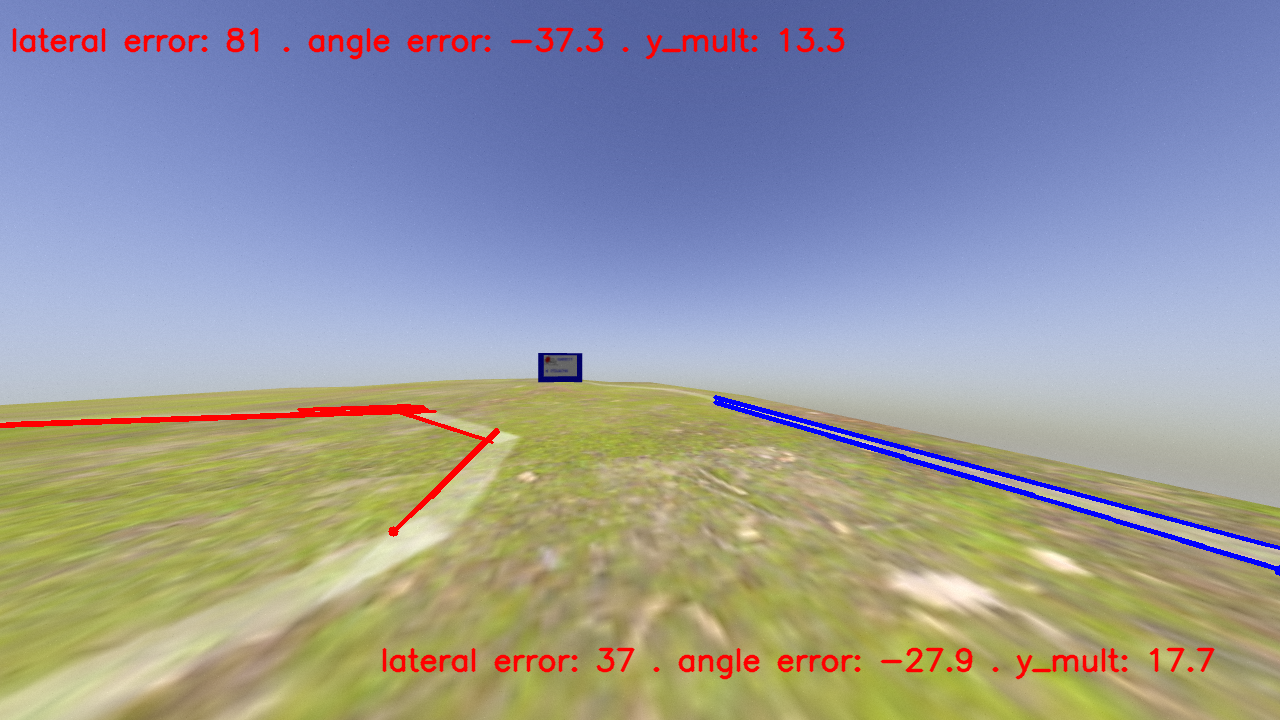 lateral error: 81 . angle error: -37.3 . y_mult: 13.3
lateral error: 37 . angle error: -27.9 . y_mult: 17.7